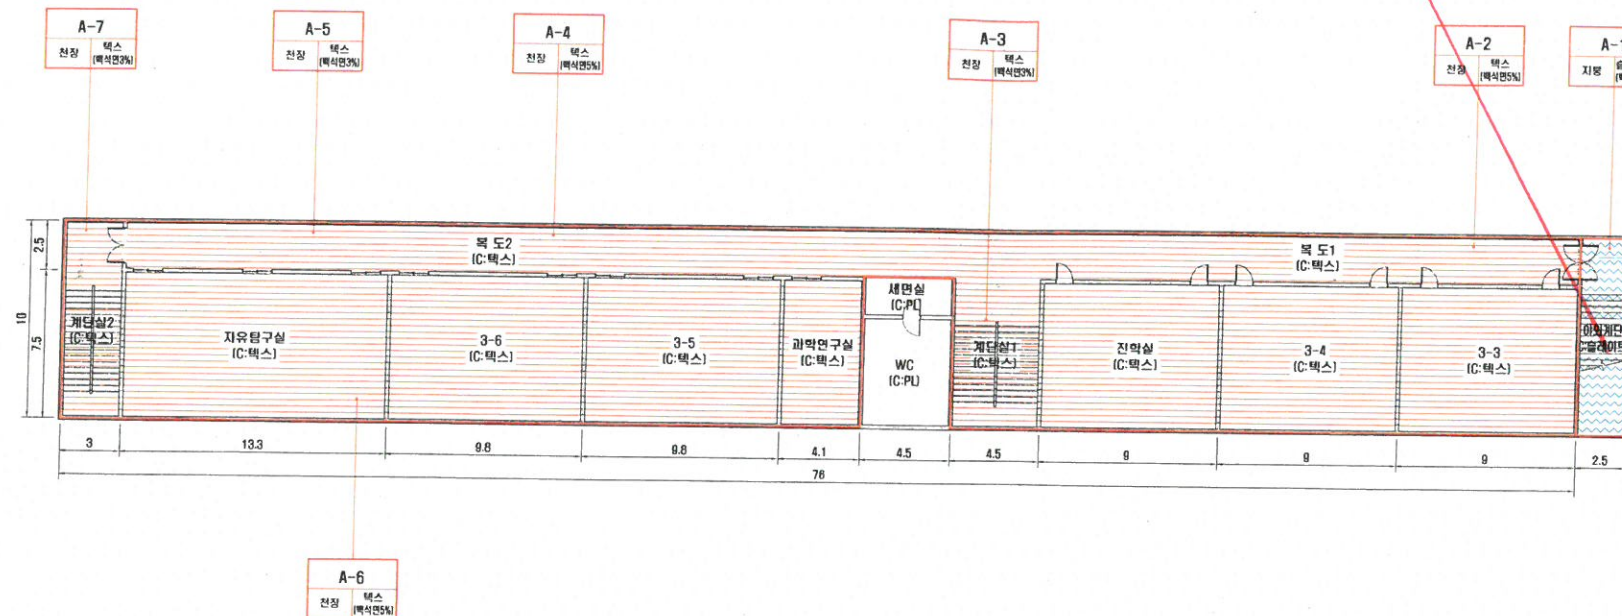 A-7
천장 텍스
(백석면3%)
A-5
천장 텍스
(백석면3%)
A-4
천장 텍스
(백석면5%)
A-3
천장 텍스
(백석면3%)
A-2
천장 텍스
(백석면5%)
A-1
지붕
복 도2
(C:텍스)
복 도1
(C:텍스)
2.5
10
7.5
계단실2
(C:텍스)
자유탐구실
(C:텍스)
3-6
(C:텍스)
3-5
(C:텍스)
과학연구실
(C:텍스)
세면실
(C:PL)
WC
(C:PL)
계단실1
(C:텍스)
진학실
(C:텍스)
3-4
(C:텍스)
3-3
(C:텍스)
야외계단
3
13.3
9.8
9.8
4.1
4.5
4.5
9
9
9
2.5
76
A-6
천장 텍스
(백석면5%)